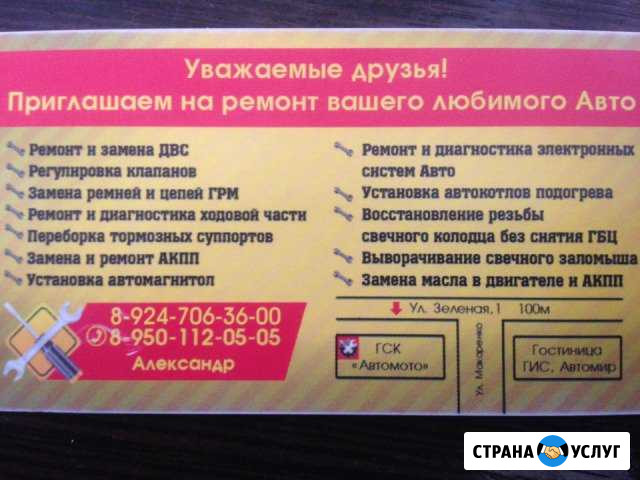 Уважаемые друзья!
Приглашаем на ремонт вашего любимого Авто
Ремонт и замена ДВС
Регулировка клапанов
Замена ремней и цепей ГРМ
Ремонт и диагностика ходовой части
Переборка тормозных суппортов
Замена и ремонт АКПП
Установка автомагнитол
Ремонт и диагностика электронных
систем Авто
Установка автокотлов подогрева
Восстановление резьбы
свечного колодца без снятия ГБЦ
Выворачивание свечного заломыша
Замена масла в двигателе и АКПП
8-924-706-36-00
8-950-112-05-05
Александр
Ул. Зеленая,1 100м
ГСК
«Автомото»
Ул. Макаренко
Гостиница
ГИС, Автомир
СТРАНА УСЛУГ